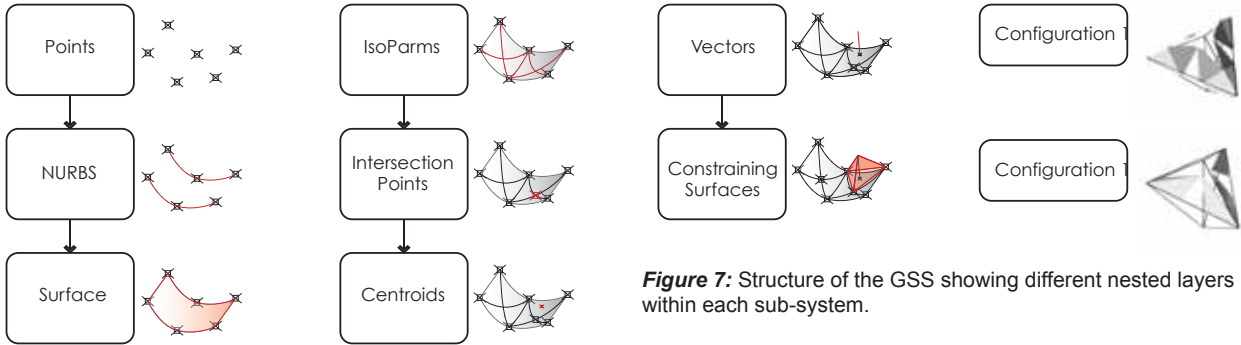 Points
NURBS
Surface
IsoParms
Intersection
Points
Centroids
Vectors
Constraining
Surfaces
Configuration 1
Configuration 1
Figure 7: Structure of the GSS showing different nested layers
within each sub-system.